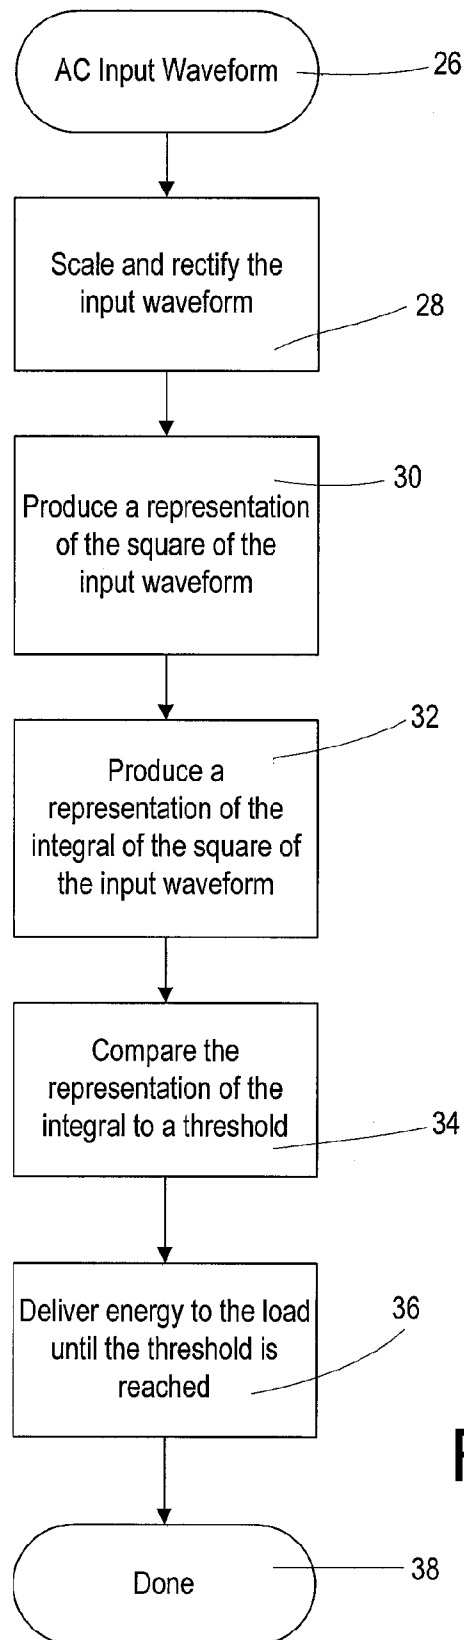 AC Input Waveform
26
Scale and rectify the
input waveform
28
30
Produce a representation
of the square of the
input waveform
32
Produce a
representation of the
integral of the square of
the input waveform
Compare the
representation of the
integral to a threshold
34
Deliver energy to the load
until the threshold is
reached
36
Done
38